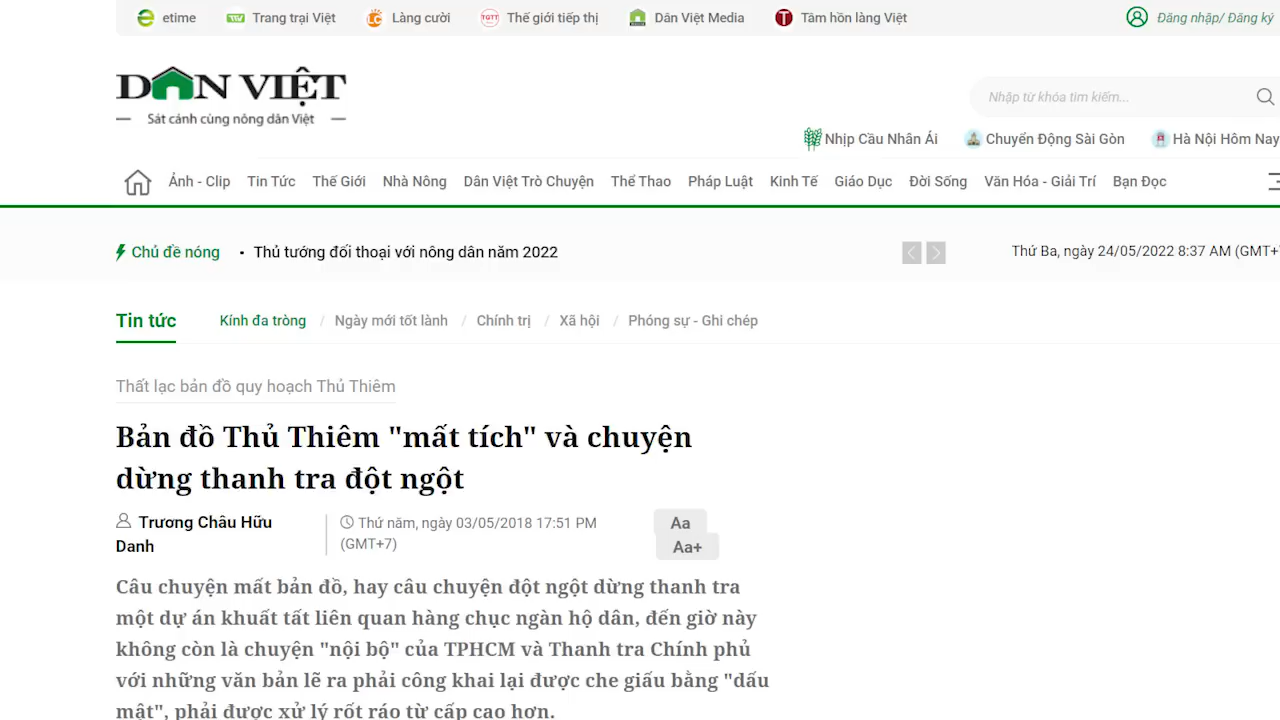 etime Trang trại Việt Làng cười Thế giới tiếp thị Dân Việt Media Tâm hồn làng Việt Đăng nhập/ Đăng ký
DÂN VIỆT
Sát cánh cùng nông dân Việt
Nhập từ khóa tìm kiếm...
Nhịp Cầu Nhân Ái Chuyển Động Sài Gòn Hà Nội Hôm Nay
Ảnh - Clip Tin Tức Thế Giới Nhà Nông Dân Việt Trò Chuyện Thể Thao Pháp Luật Kinh Tế Giáo Dục Đời Sống Văn Hóa - Giải Trí Bạn Đọc
Chủ đề nóng • Thủ tướng đối thoại với nông dân năm 2022 Thứ Ba, ngày 24/05/2022 8:37 AM (GMT+7
Tin tức Kính đa tròng / Ngày mới tốt lành / Chính trị / Xã hội / Phóng sự - Ghi chép
Thất lạc bản đồ quy hoạch Thủ Thiêm
Bản đồ Thủ Thiêm "mất tích" và chuyện
dừng thanh tra đột ngột
Trương Châu Hữu
Danh
Thứ năm, ngày 03/05/2018 17:51 PM
(GMT+7)
Aa
Aa+
Câu chuyện mất bản đồ, hay câu chuyện đột ngột dừng thanh tra
một dự án khuất tất liên quan hàng chục ngàn hộ dân, đến giờ này
không còn là chuyện "nội bộ" của TPHCM và Thanh tra Chính phủ
với những văn bản lẽ ra phải công khai lại được che giấu bằng "dấu
mật", phải được xử lý rốt ráo từ cấp cao hơn.